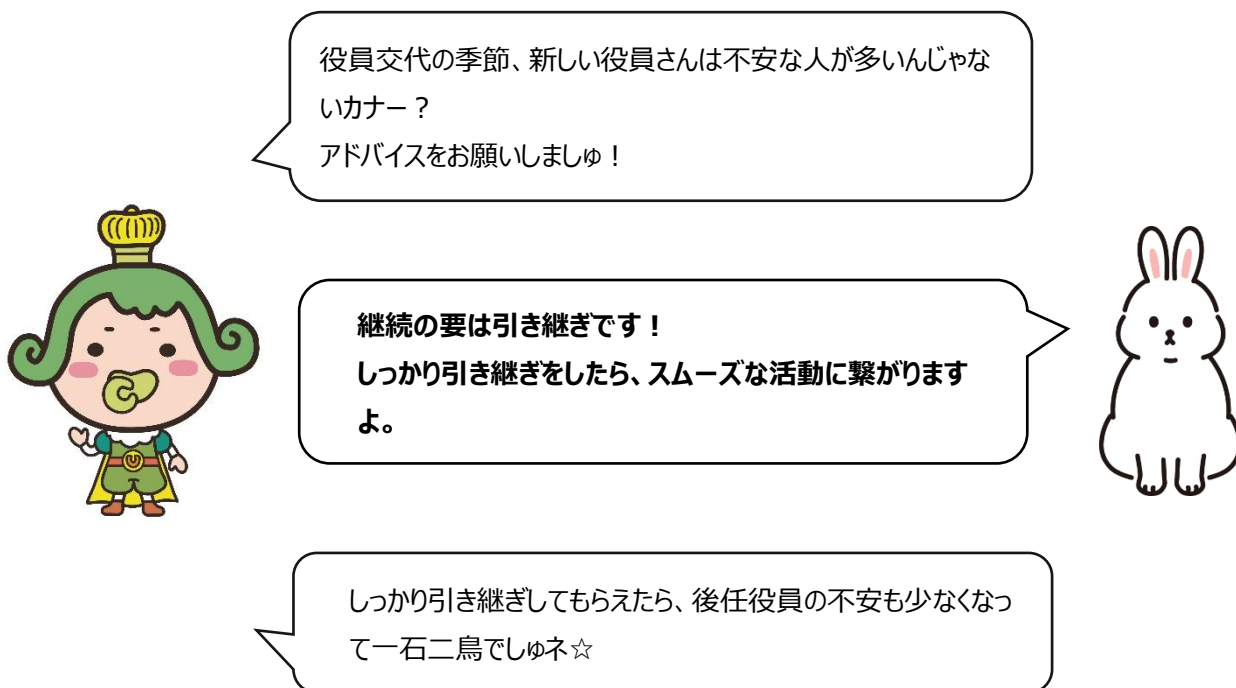 役員交代の季節、新しい役員さんは不安な人が多いんじゃな
いカナー？
アドバイスをお願いしましゅ！
継続の要は引き継ぎです！
しっかり引き継ぎをしたら、スムーズな活動に繋がります
よ。
しっかり引き継ぎしてもらえたら、後任役員の不安も少なくなっ
て一石二鳥でしゅネ☆